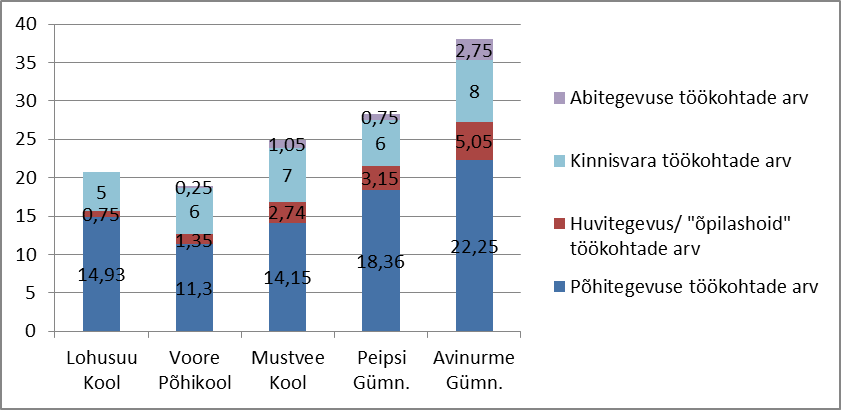 40
35
30
25
20
15
10
5
0
5
0,75
14,93
0,25
6
1,35
11,3
1,05
7
2,74
14,15
0,75
6
3,15
18,36
2,75
8
5,05
22,25
Lohusuu
Kool
Voore
Põhikool
Mustvee
Kool
Peipsi
Gümn.
Avinurme
Gümn.
Abitegevuse töökohtade arv
Kinnisvara töökohtade arv
Huvitegevus/ "õpilashoid"
töökohtade arv
Põhitegevuse töökohtade arv